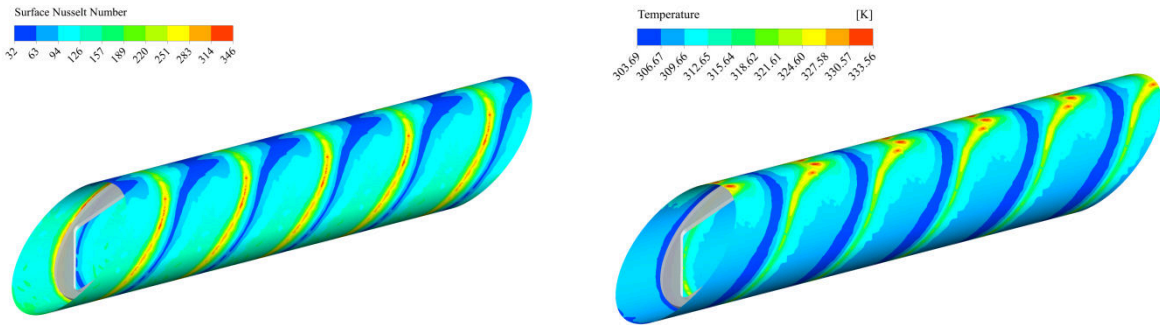 Surface Nusselt Number
32 63 94 126 157 189 220 251 283 314 346
Temperature [K]
303.69 306.67 309.66 312.65 315.64 318.62 321.61 324.60 327.58 330.57 333.56